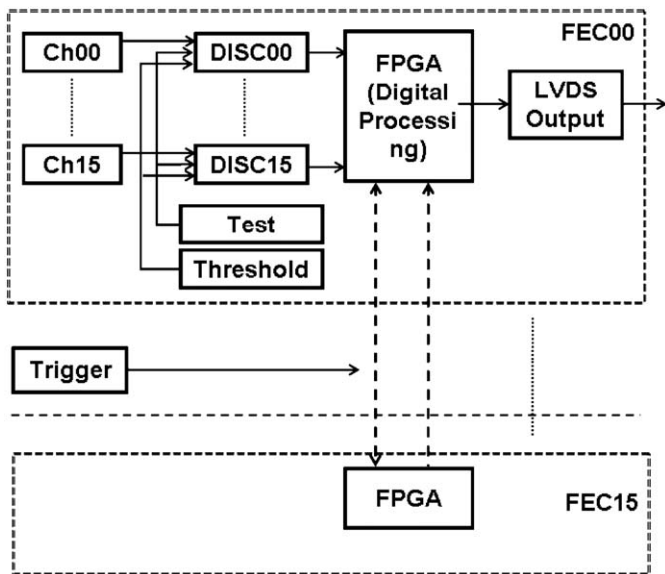 FEC00
Ch00
DISC00
FPGA
(Digital
Processi
ng)
LVDS
Output
Ch15
DISC15
Test
Threshold
Trigger
FPGA
FEC15